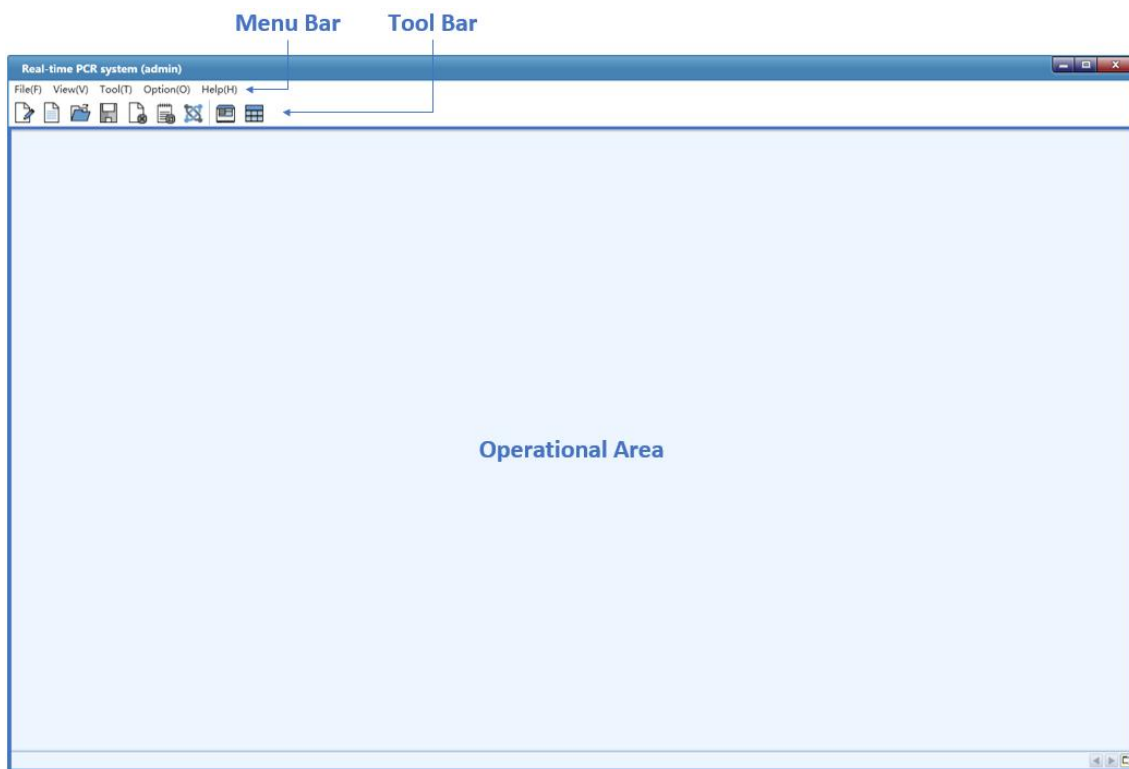 Menu Bar Tool Bar
Real-time PCR system (admin)
File(F) View(V) Tool(T) Option(O) Help(H)
Operational Area